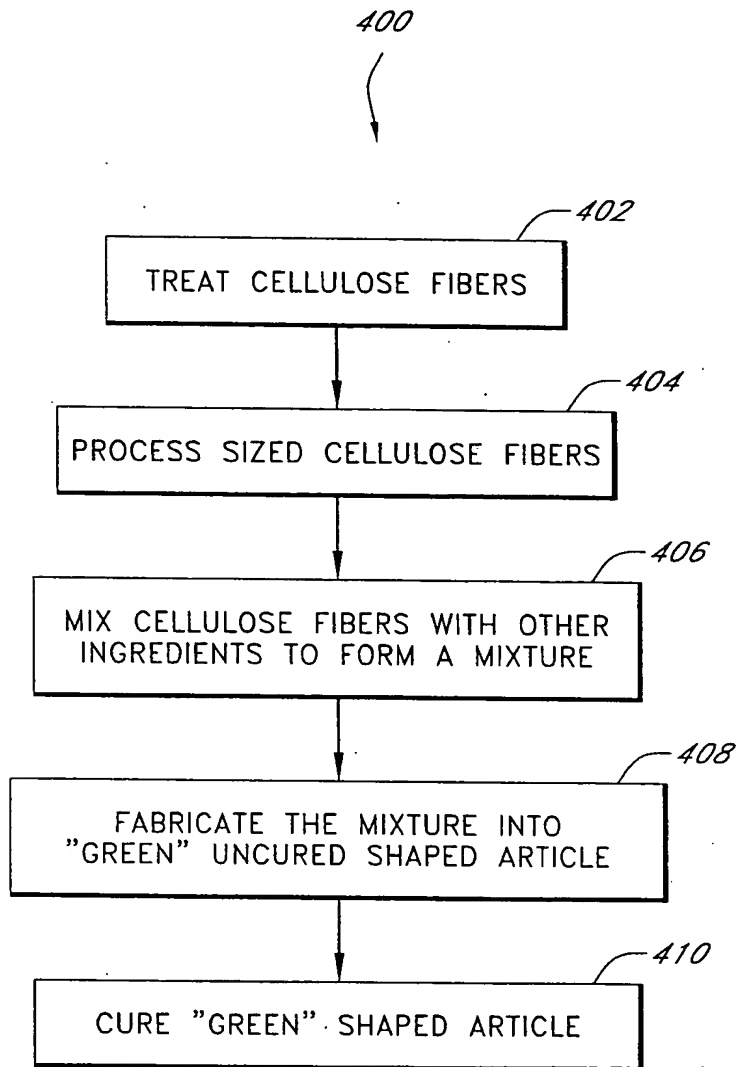 400
402
TREAT CELLULOSE FIBERS
404
PROCESS SIZED CELLULOSE FIBERS
406
MIX CELLULOSE FIBERS WITH OTHER
INGREDIENTS TO FORM A MIXTURE
408
FABRICATE THE MIXTURE INTO
"GREEN" UNCURED SHAPED ARTICLE
410
CURE "GREEN" SHAPED ARTICLE